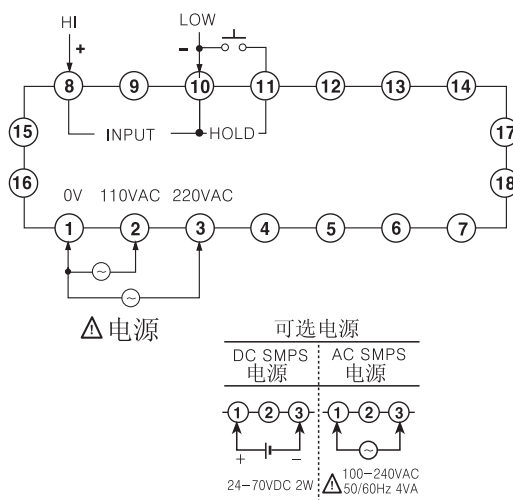 HI
LOW
+
-
8 9 10 11 12 13 14
INPUT HOLD
15 17
16 18
0V 110VAC 220VAC
1 2 3 4 5 6 7
~
~
⚠ 电源
可选电源
DC SMPS 电源
AC SMPS 电源
1 2 3
1 2 3
+ −
~
24-70VDC 2W
⚠ 100-240VAC
50/60Hz 4VA